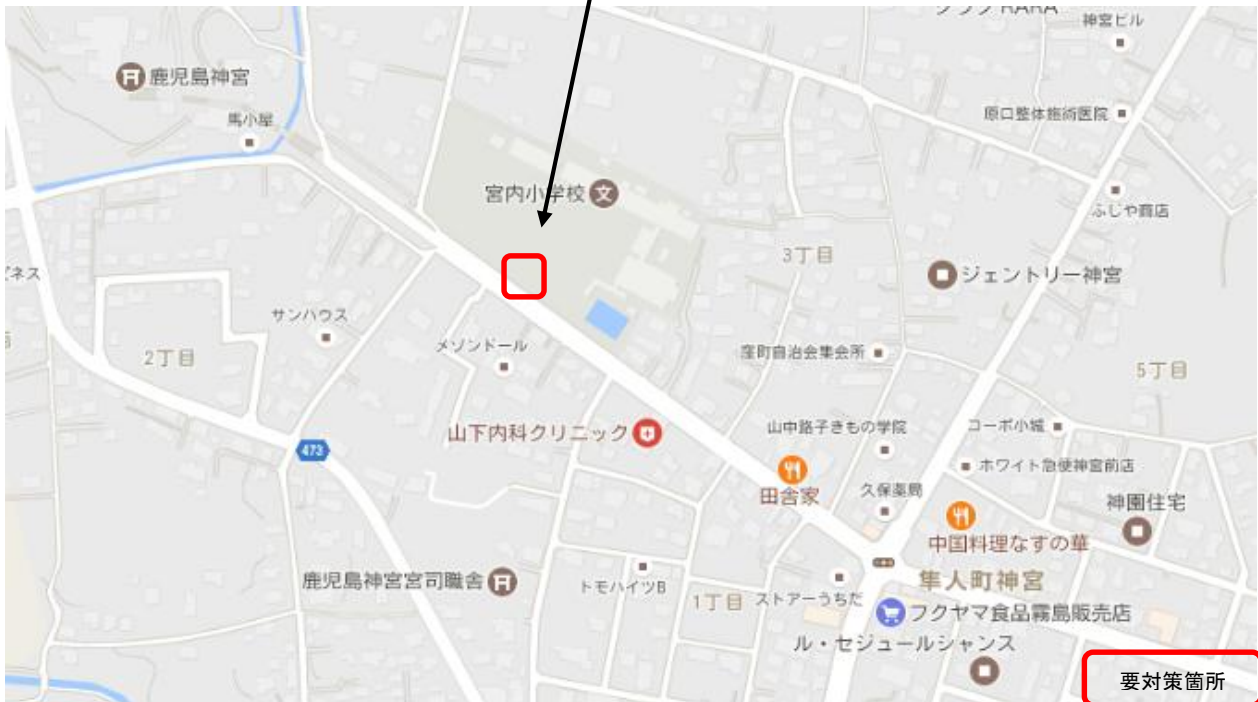 クラブ RARA
神宮ビル
鹿児島神宮
原口整体施術医院
馬小屋
宮内小学校
ふじや商店
3丁目
ジェントリー神宮
ビネス
サンハウス
メゾンドール
窪町自治会集会所
2丁目
5丁目
山下内科クリニック
山中路子きもの学院
コーポ小城
473
ホワイト急便神宮前店
田舎家
久保薬局
神園住宅
中国料理なすの華
鹿児島神宮宮司職舎
トモハイツB
隼人町神宮
1丁目
ストアーうちだ
フクヤマ食品霧島販売店
ル・セジュールシャンス
要対策箇所